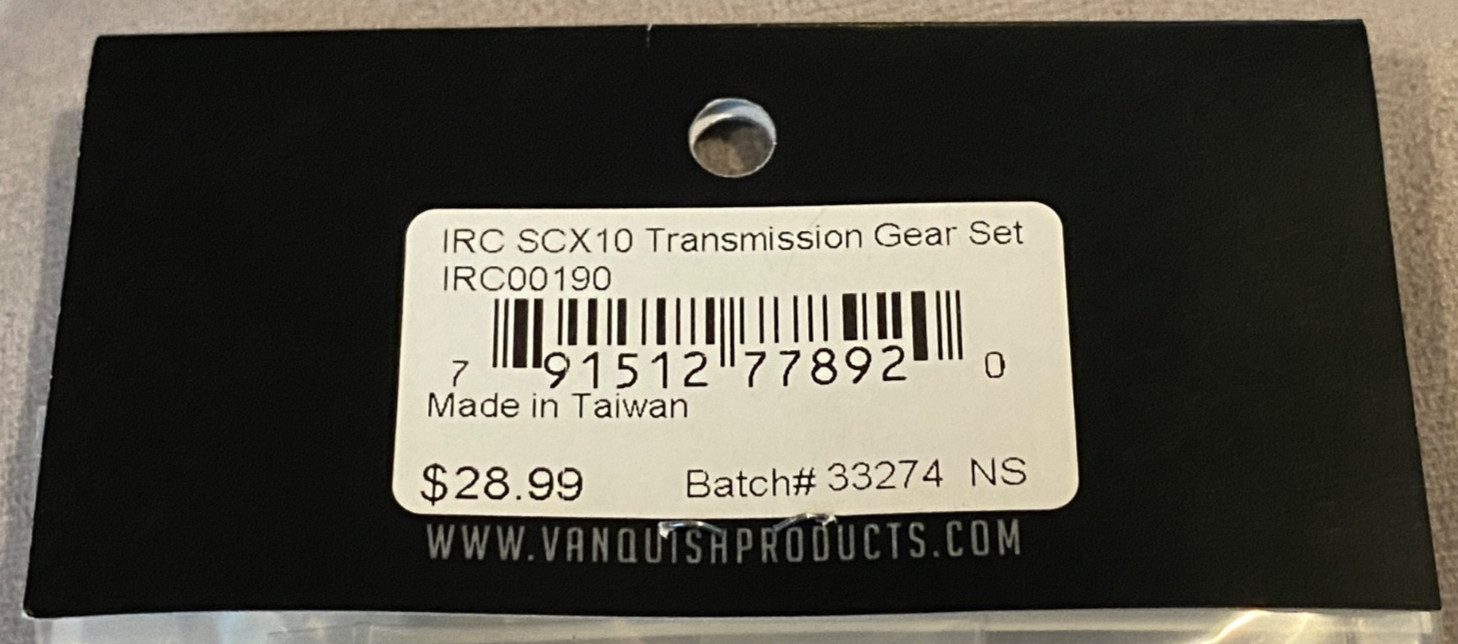 IRC SCX10 Transmission Gear Set
IRC00190
7 91512 77892 0
Made in Taiwan
$28.99 Batch# 33274 NS
WWW.VANQUISHPRODUCTS.COM